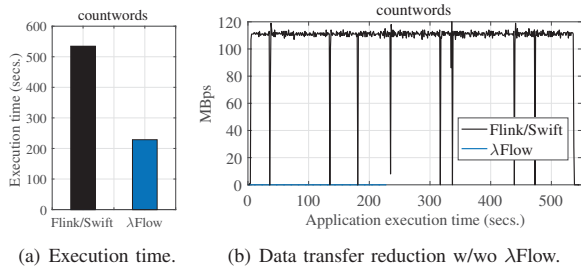 countwords
Execution time (secs.)
600
500
400
300
200
100
0
Flink/Swift λFlow
(a) Execution time.
countwords
MBps
120
100
80
60
40
20
0
Flink/Swift
λFlow
0 100 200 300 400 500
Application execution time (secs.)
(b) Data transfer reduction w/wo λFlow.